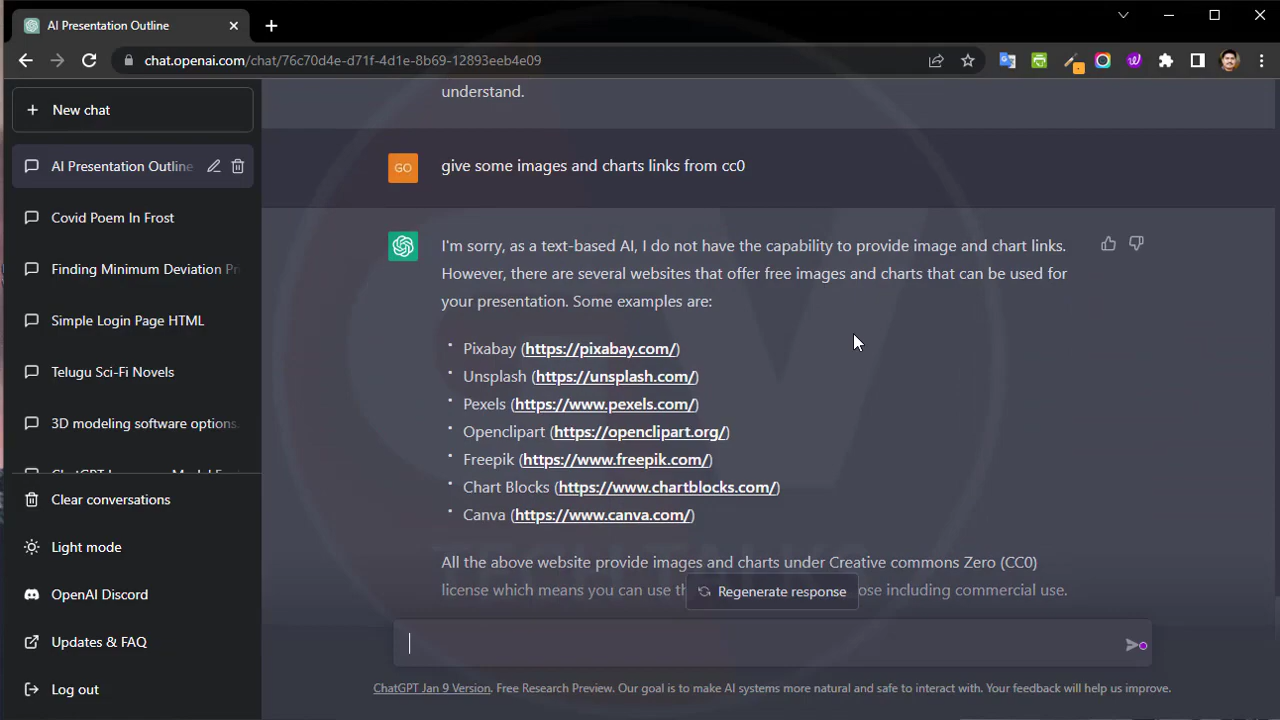 AI Presentation Outline
chat.openai.com/chat/76c70d4e-d71f-4d1e-8b69-12893eeb4e09
New chat
AI Presentation Outline
Covid Poem In Frost
Finding Minimum Deviation Pr
Simple Login Page HTML
Telugu Sci-Fi Novels
3D modeling software options.
Clear conversations
Light mode
OpenAI Discord
Updates & FAQ
Log out
understand.
GO
give some images and charts links from cc0
I'm sorry, as a text-based AI, I do not have the capability to provide image and chart links.
However, there are several websites that offer free images and charts that can be used for
your presentation. Some examples are:
• Pixabay (https://pixabay.com/)
• Unsplash (https://unsplash.com/)
• Pexels (https://www.pexels.com/)
• Openclipart (https://openclipart.org/)
• Freepik (https://www.freepik.com/)
• Chart Blocks (https://www.chartblocks.com/)
• Canva (https://www.canva.com/)
All the above website provide images and charts under Creative commons Zero (CC0)
license which means you can use th
ose including commercial use.
Regenerate response
ChatGPT Jan 9 Version. Free Research Preview. Our goal is to make AI systems more natural and safe to interact with. Your feedback will help us improve.